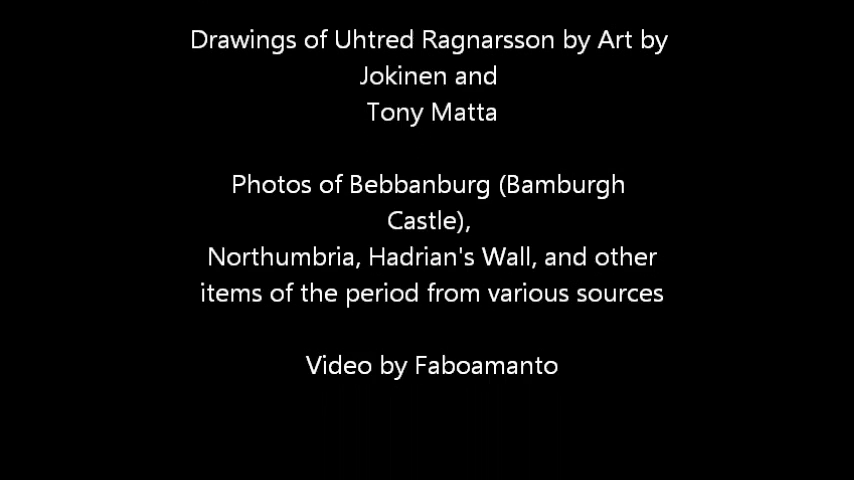 Drawings of Uhtred Ragnarsson by Art by
Jokinen and
Tony Matta
Photos of Bebbanburg (Bamburgh
Castle),
Northumbria, Hadrian's Wall, and other
items of the period from various sources
Video by Faboamanto